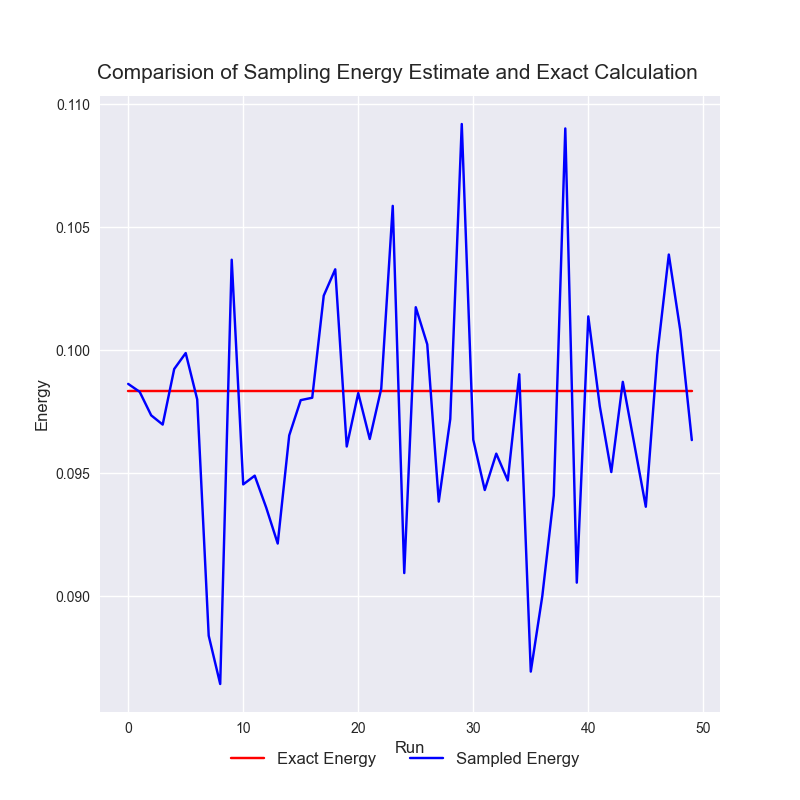 Comparision of Sampling Energy Estimate and Exact Calculation
0.110
0.105
0.100
0.095
0.090
Energy
0 10 20 30 40 50
Run
Exact Energy Sampled Energy